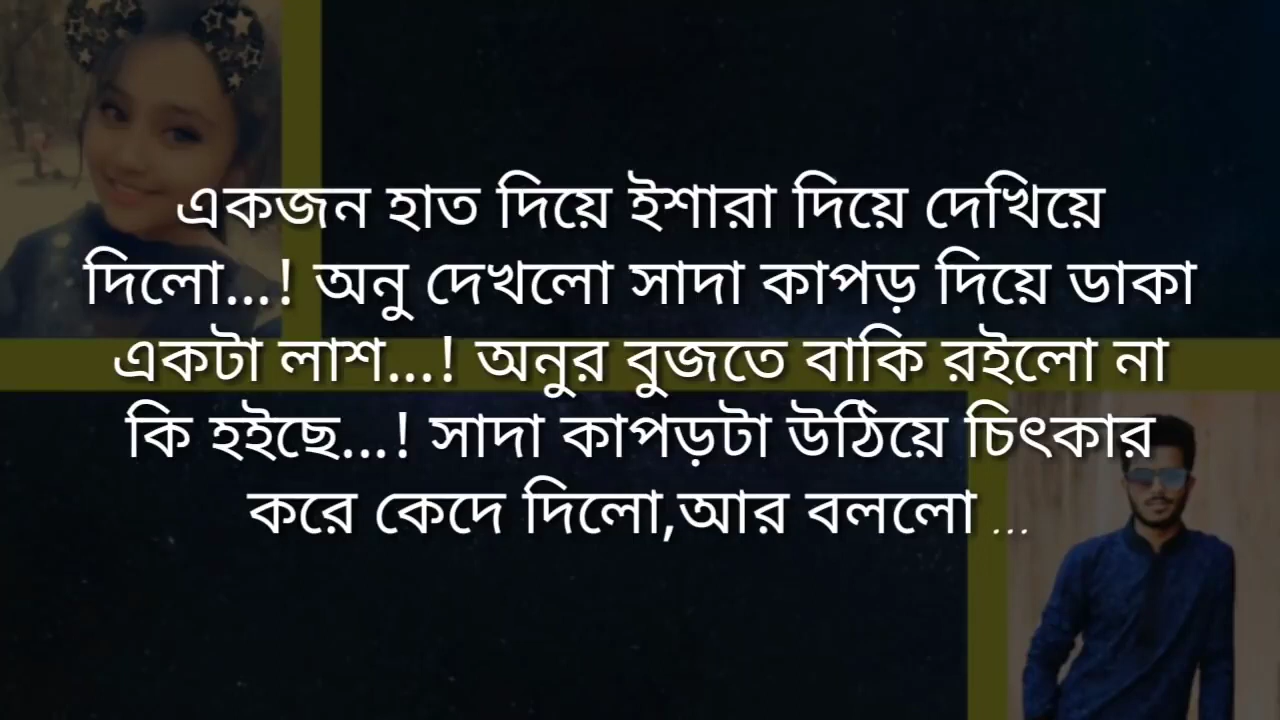 একজন হাত দিয়ে ইশারা দিয়ে দেখিয়ে
দিলো...! অনু দেখলো সাদা কাপড় দিয়ে ডাকা
একটা লাশ...! অনুর বুজতে বাকি রইলো না
কি হইছে...! সাদা কাপড়টা উঠিয়ে চিৎকার
করে কেদে দিলো,আর বললো ...